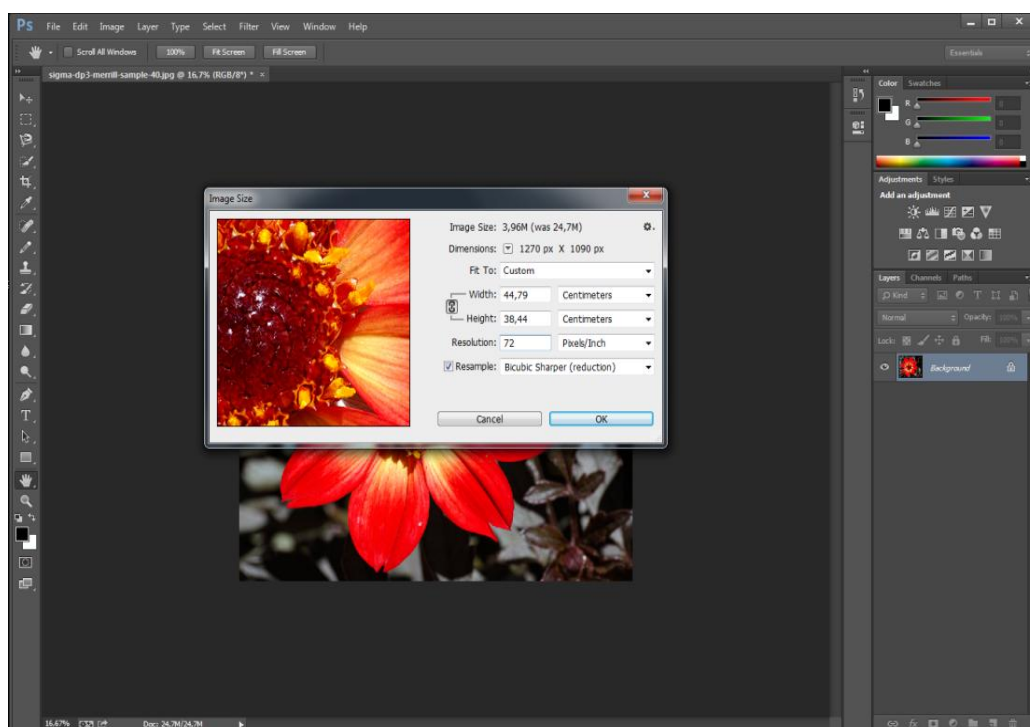 Ps File Edit Image Layer Type Select Filter View Window Help
Scroll All Windows 100% Fit Screen Fill Screen Essentials
sigma-dp3-merrill-sample-40.jpg @ 16,7% (RGB/8*) * ×
Color Swatches
R 0
G 0
B 0
Adjustments Styles
Add an adjustment
Layers Channels Paths
Kind
Normal Opacity: 100%
Lock: Fill: 100%
Background
Image Size
Image Size: 3,96M (was 24,7M)
Dimensions: 1270 px X 1090 px
Fit To: Custom
Width: 44,79 Centimeters
Height: 38,44 Centimeters
Resolution: 72 Pixels/Inch
Resample: Bicubic Sharper (reduction)
Cancel OK
16,67% Doc: 24,7M/24,7M